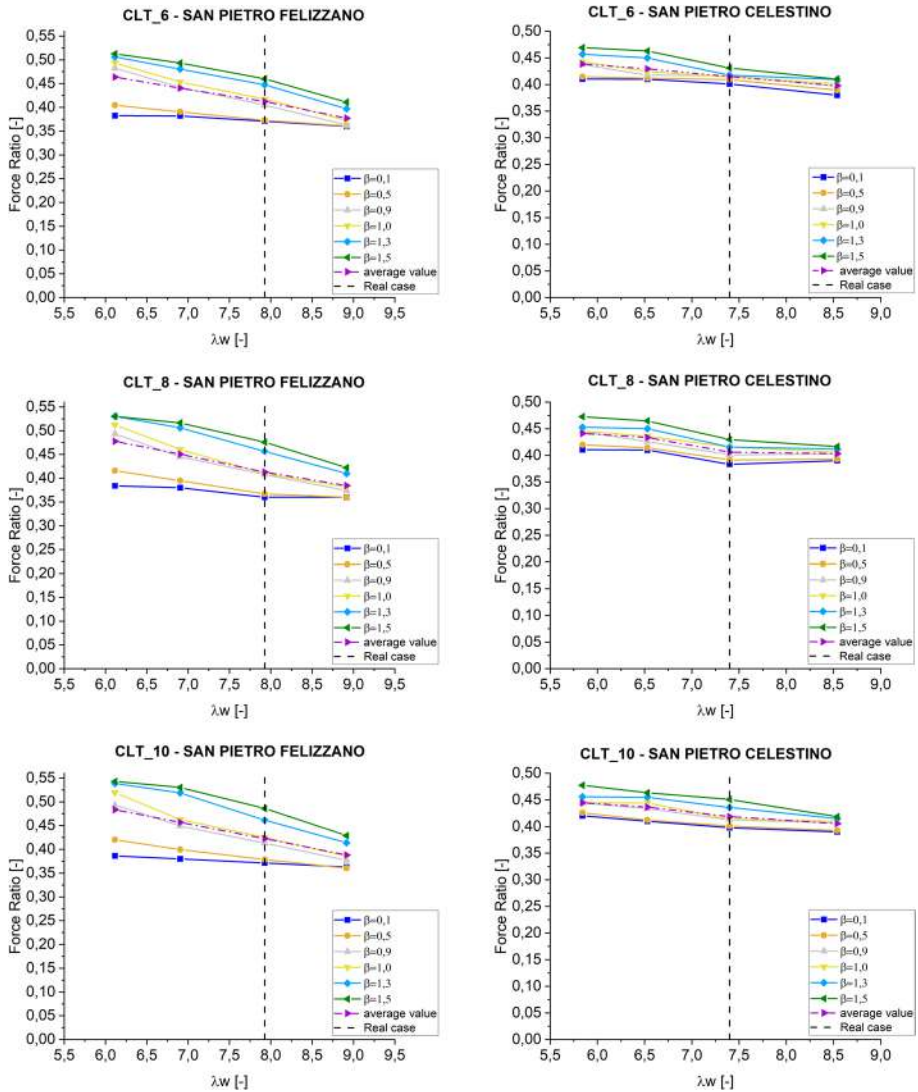 CLT_6 - SAN PIETRO FELIZZANO
0,55
0,50
0,45
0,40
0,35
0,30
0,25
0,20
0,15
0,10
0,05
0,00
Force Ratio [-]
β=0,1
β=0,5
β=0,9
β=1,0
β=1,3
β=1,5
average value
Real case
5,5 6,0 6,5 7,0 7,5 8,0 8,5 9,0 9,5
λw [-]
CLT_6 - SAN PIETRO CELESTINO
0,50
0,45
0,40
0,35
0,30
0,25
0,20
0,15
0,10
0,05
0,00
Force Ratio [-]
β=0,1
β=0,5
β=0,9
β=1,0
β=1,3
β=1,5
average value
Real case
5,5 6,0 6,5 7,0 7,5 8,0 8,5 9,0
λw [-]
CLT_8 - SAN PIETRO FELIZZANO
0,55
0,50
0,45
0,40
0,35
0,30
0,25
0,20
0,15
0,10
0,05
0,00
Force Ratio [-]
β=0,1
β=0,5
β=0,9
β=1,0
β=1,3
β=1,5
average value
Real case
5,5 6,0 6,5 7,0 7,5 8,0 8,5 9,0 9,5
λw [-]
CLT_8 - SAN PIETRO CELESTINO
0,50
0,45
0,40
0,35
0,30
0,25
0,20
0,15
0,10
0,05
0,00
Force Ratio [-]
β=0,1
β=0,5
β=0,9
β=1,0
β=1,3
β=1,5
average value
Real case
5,5 6,0 6,5 7,0 7,5 8,0 8,5 9,0
λw [-]
CLT_10 - SAN PIETRO FELIZZANO
0,55
0,50
0,45
0,40
0,35
0,30
0,25
0,20
0,15
0,10
0,05
0,00
Force Ratio [-]
β=0,1
β=0,5
β=0,9
β=1,0
β=1,3
β=1,5
average value
Real case
5,5 6,0 6,5 7,0 7,5 8,0 8,5 9,0 9,5
λw [-]
CLT_10 - SAN PIETRO CELESTINO
0,50
0,45
0,40
0,35
0,30
0,25
0,20
0,15
0,10
0,05
0,00
Force Ratio [-]
β=0,1
β=0,5
β=0,9
β=1,0
β=1,3
β=1,5
average value
Real case
5,5 6,0 6,5 7,0 7,5 8,0 8,5 9,0
λw [-]